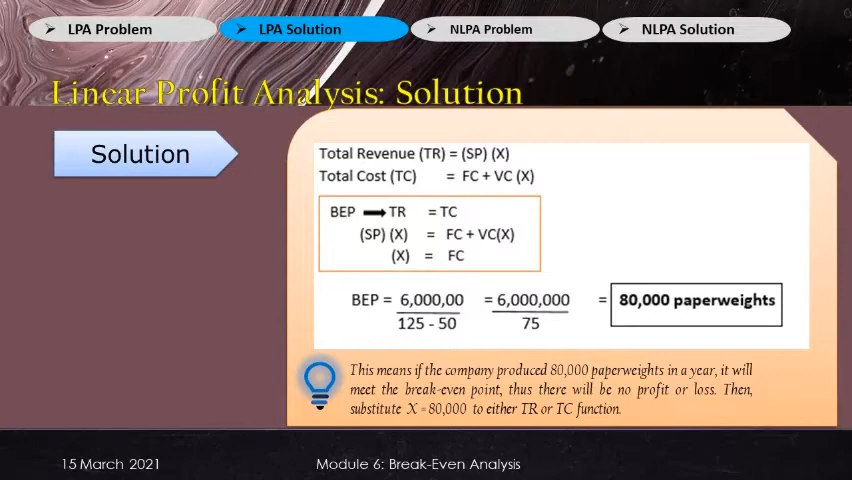 LPA Problem
LPA Solution
NLPA Problem
NLPA Solution
Linear Profit Analysis: Solution
Solution
Total Revenue (TR) = (SP) (X)
Total Cost (TC) = FC + VC (X)
BEP → TR = TC
(SP) (X) = FC + VC(X)
(X) = FC
BEP = 6,000,00 = 6,000,000 = 80,000 paperweights
125 - 50 75
This means if the company produced 80,000 paperweights in a year, it will
meet the break-even point, thus there will be no profit or loss. Then,
substitute X = 80,000 to either TR or TC function.
15 March 2021 Module 6: Break-Even Analysis